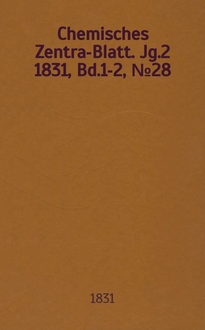 Chemisches
Zentra-Blatt. Jg.2
1831, Bd.1-2, №28
1831